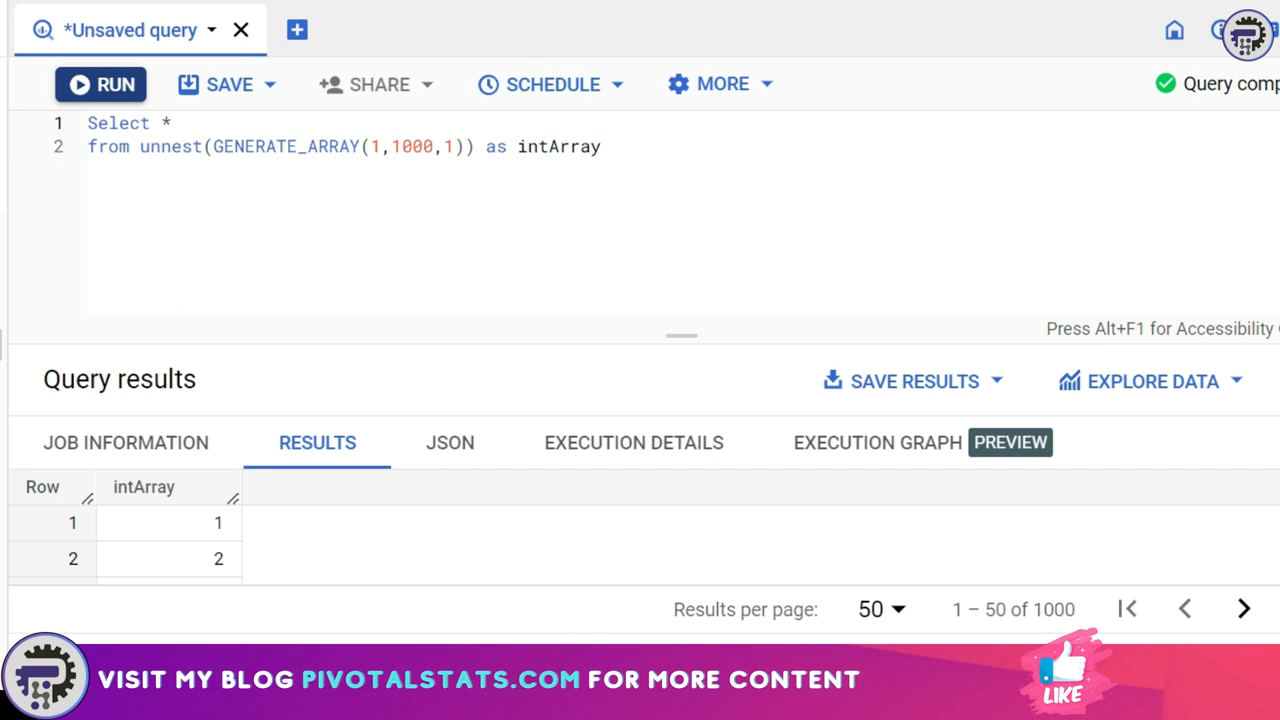 *Unsaved query
RUN
SAVE
SHARE
SCHEDULE
MORE
Query comp
1 Select *
2 from unnest(GENERATE_ARRAY(1,1000,1)) as intArray
Press Alt+F1 for Accessibility
Query results
SAVE RESULTS
EXPLORE DATA
JOB INFORMATION
RESULTS
JSON
EXECUTION DETAILS
EXECUTION GRAPH PREVIEW
Row intArray
1 1
2 2
Results per page: 50 1 – 50 of 1000
VISIT MY BLOG PIVOTALSTATS.COM FOR MORE CONTENT
LIKE